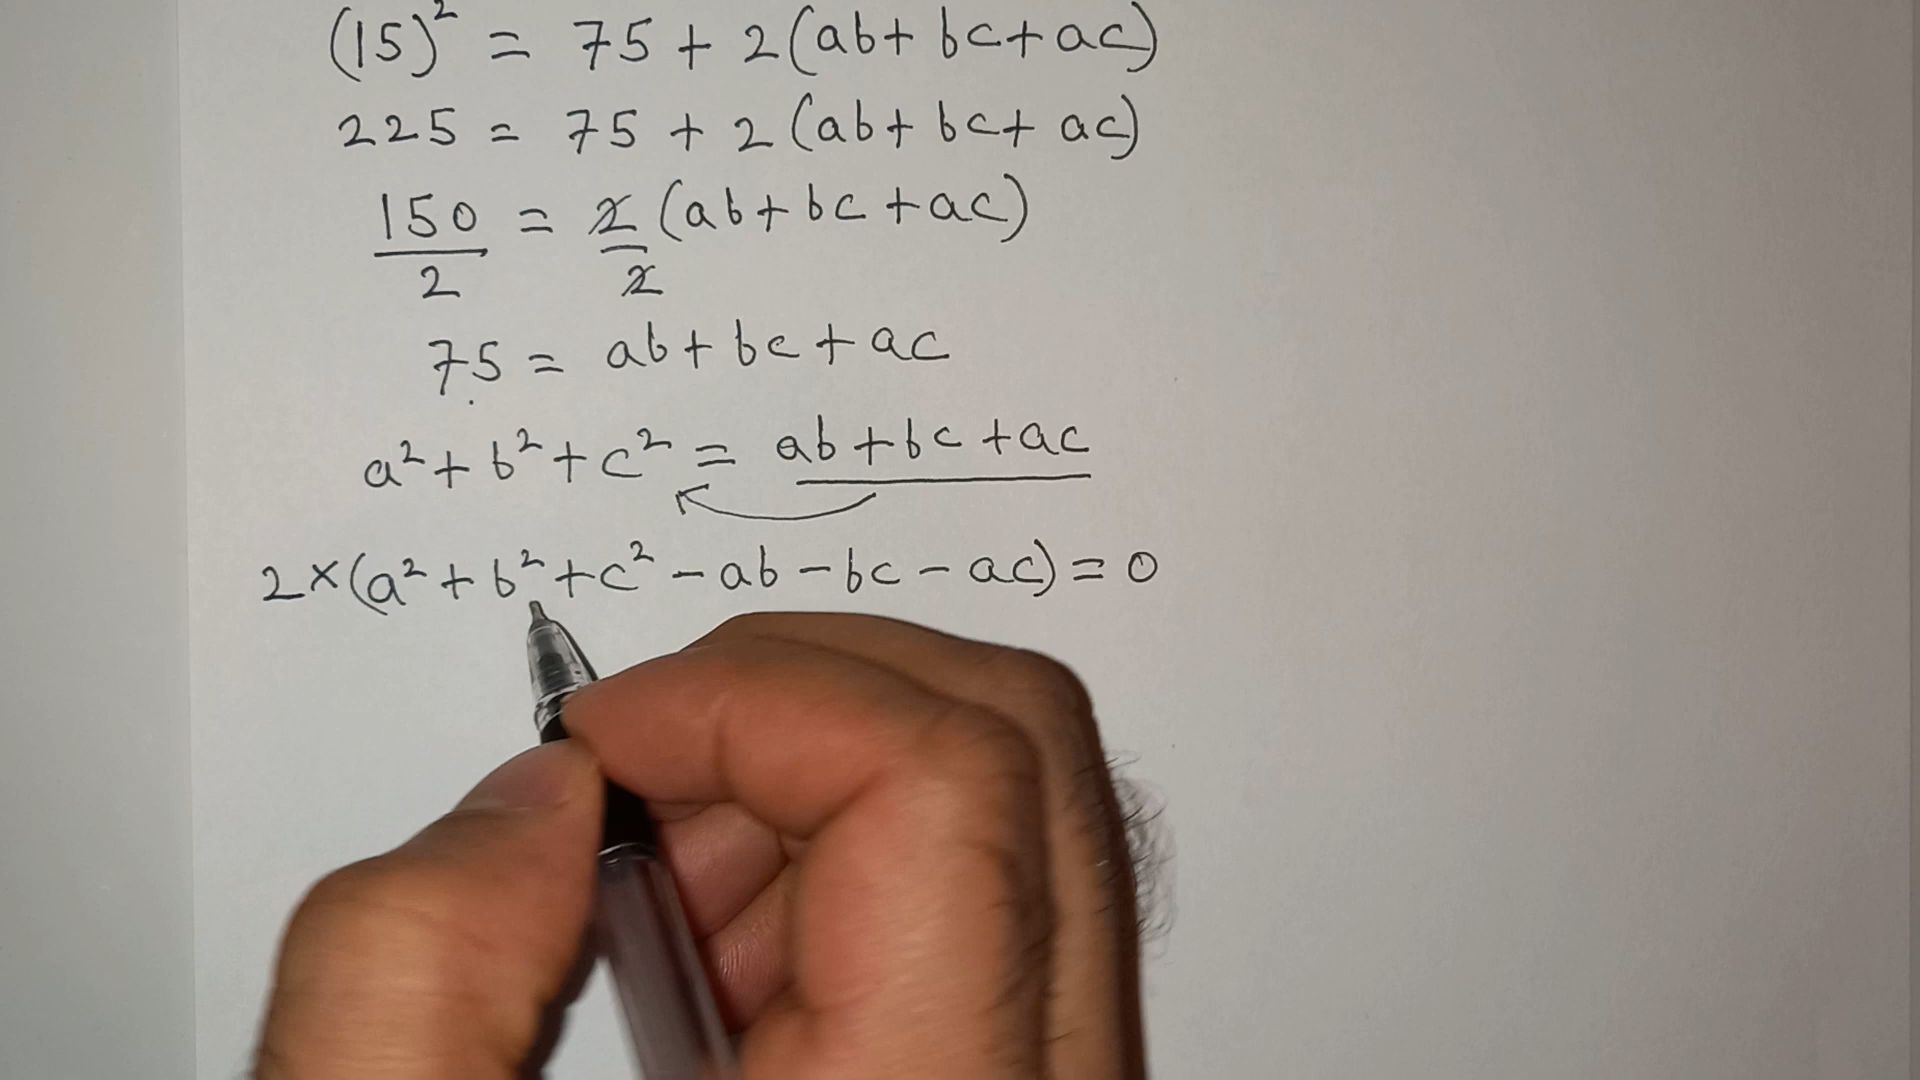 (15)² = 75 + 2(ab + bc + ac)
225 = 75 + 2(ab + bc + ac)
150/2 = 2/2 (ab + bc + ac)
75 = ab + bc + ac
a² + b² + c² = ab + bc + ac
2×(a² + b² + c² - ab - bc - ac) = 0